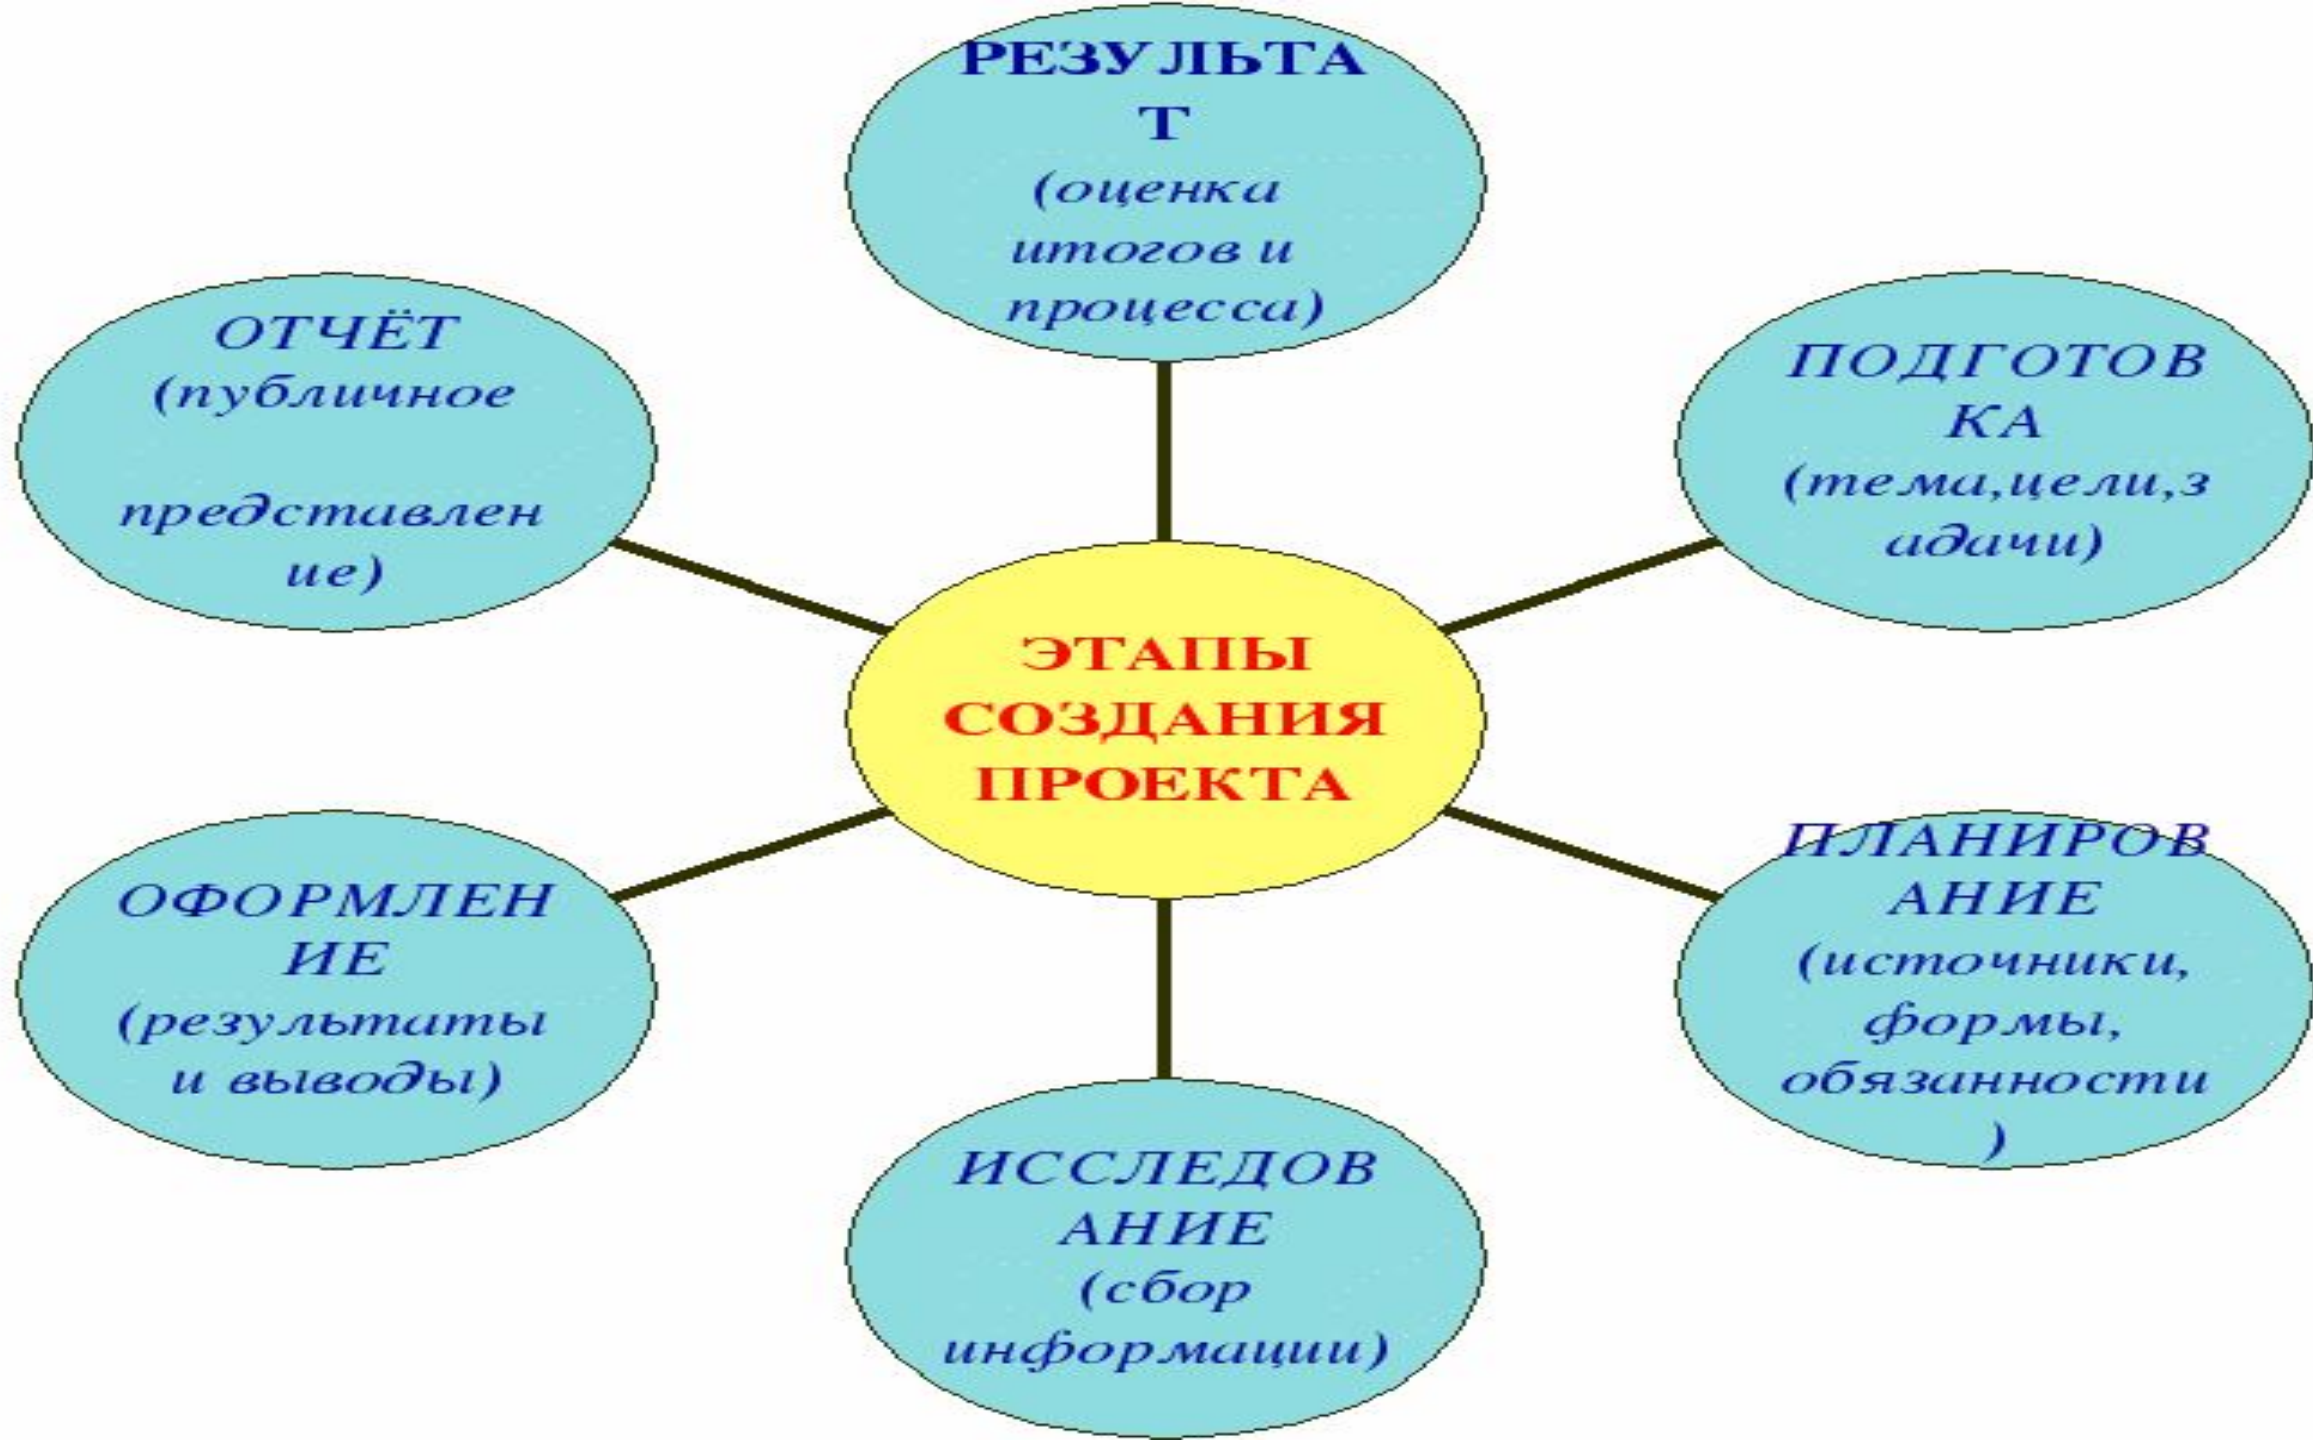 РЕЗУЛЬТА
Т
(оценка
итогов и
процесса)
ОТЧЁТ
(публичное
представлен
ие)
ПОДГОТОВ
КА
(тема,цели,з
адачи)
ЭТАПЫ
СОЗДАНИЯ
ПРОЕКТА
ОФОРМЛЕН
ИЕ
(результаты
и выводы)
ПЛАНИРОВ
АНИЕ
(источники,
формы,
обязанности
)
ИССЛЕДОВ
АНИЕ
(сбор
информации)